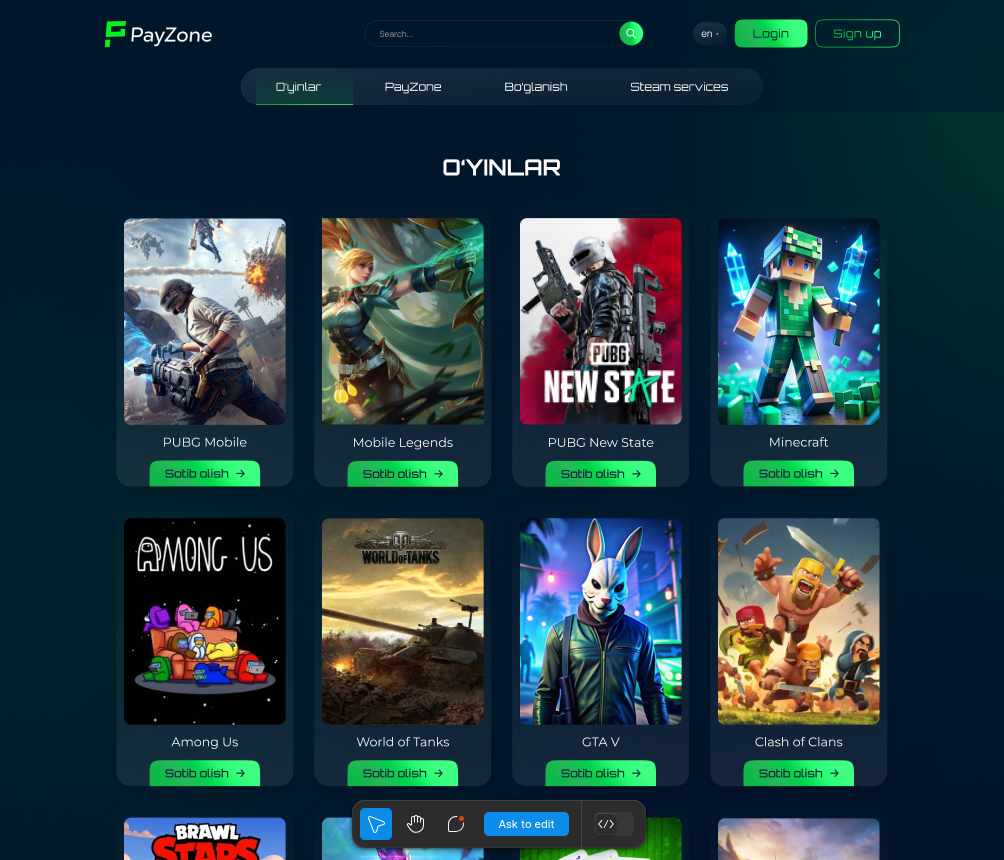 PayZone
Search...
en
Login
Sign up
O'yinlar
PayZone
Bo'glanish
Steam services
O'YINLAR
PUBG
NEW STATE
PUBG Mobile
Mobile Legends
PUBG New State
Minecraft
Sotib olish →
Sotib olish →
Sotib olish →
Sotib olish →
AMONG US
WORLD OF TANKS
Among Us
World of Tanks
GTA V
Clash of Clans
Sotib olish →
Sotib olish →
Sotib olish →
Sotib olish →
BRAWL
STARS
Ask to edit